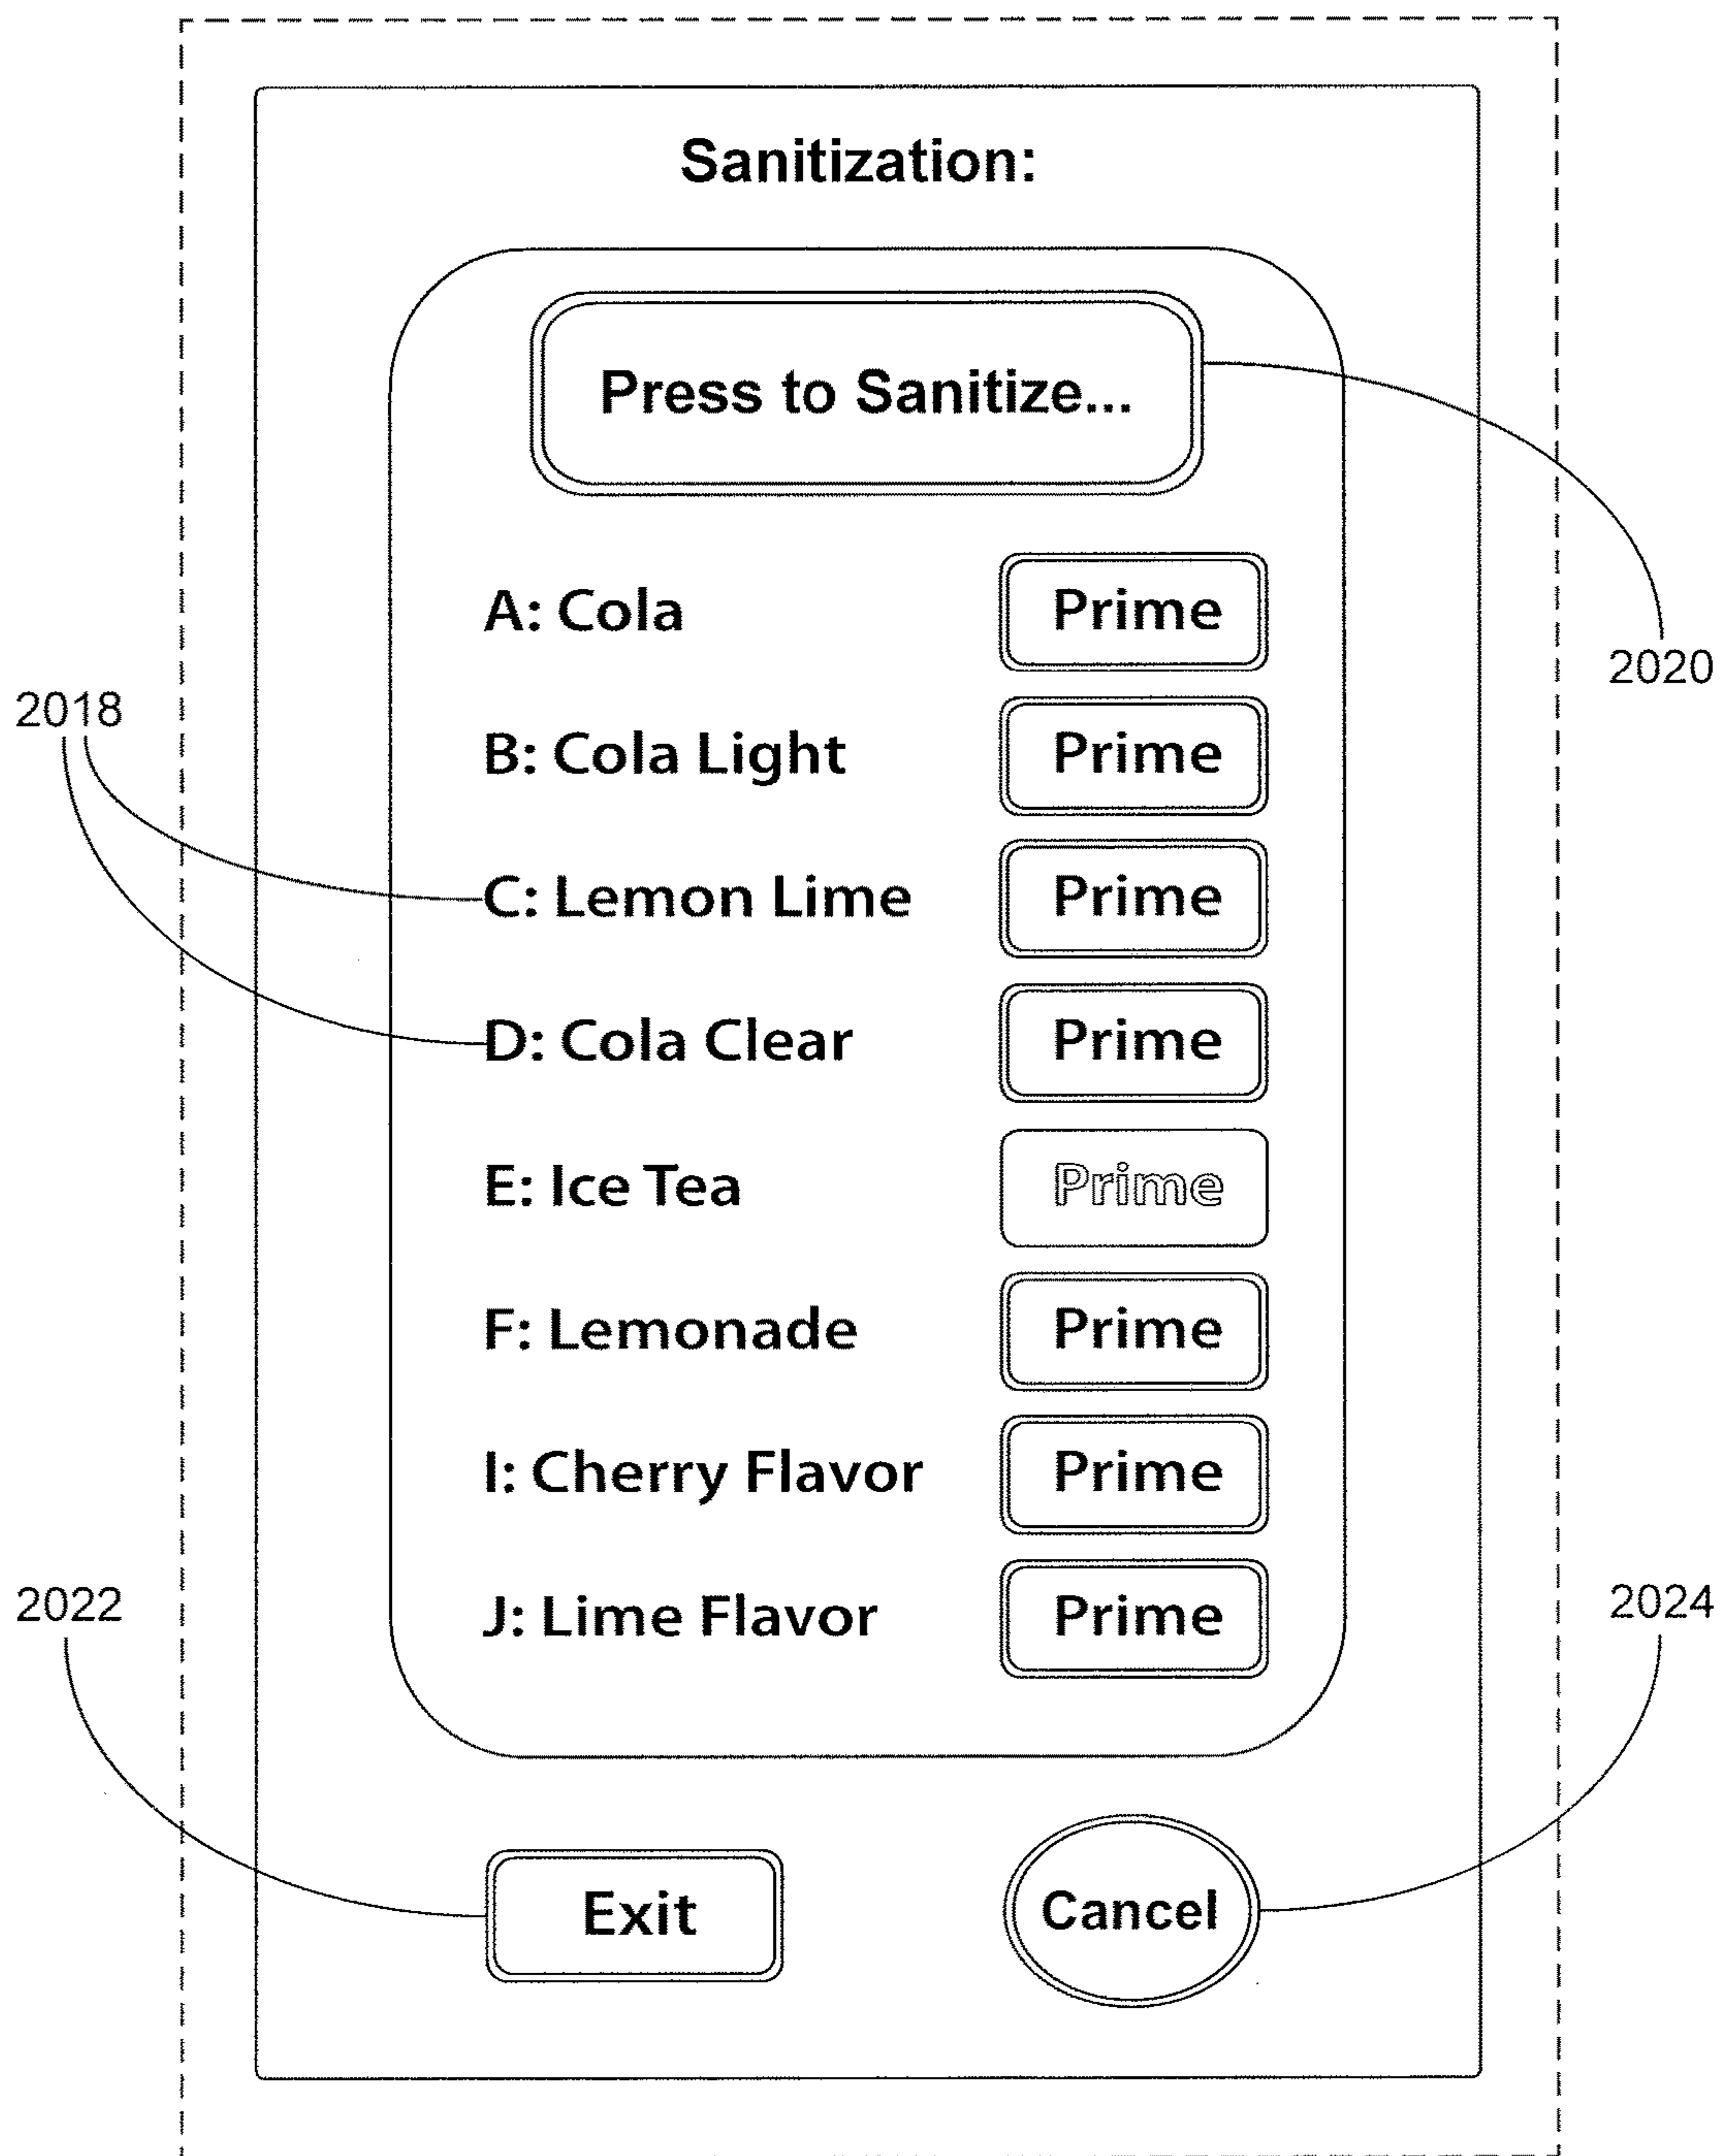 Sanitization:
Press to Sanitize...
A: Cola Prime
2020
2018
B: Cola Light Prime
C: Lemon Lime Prime
D: Cola Clear Prime
E: Ice Tea Prime
F: Lemonade Prime
I: Cherry Flavor Prime
2022
2024
J: Lime Flavor Prime
Exit Cancel